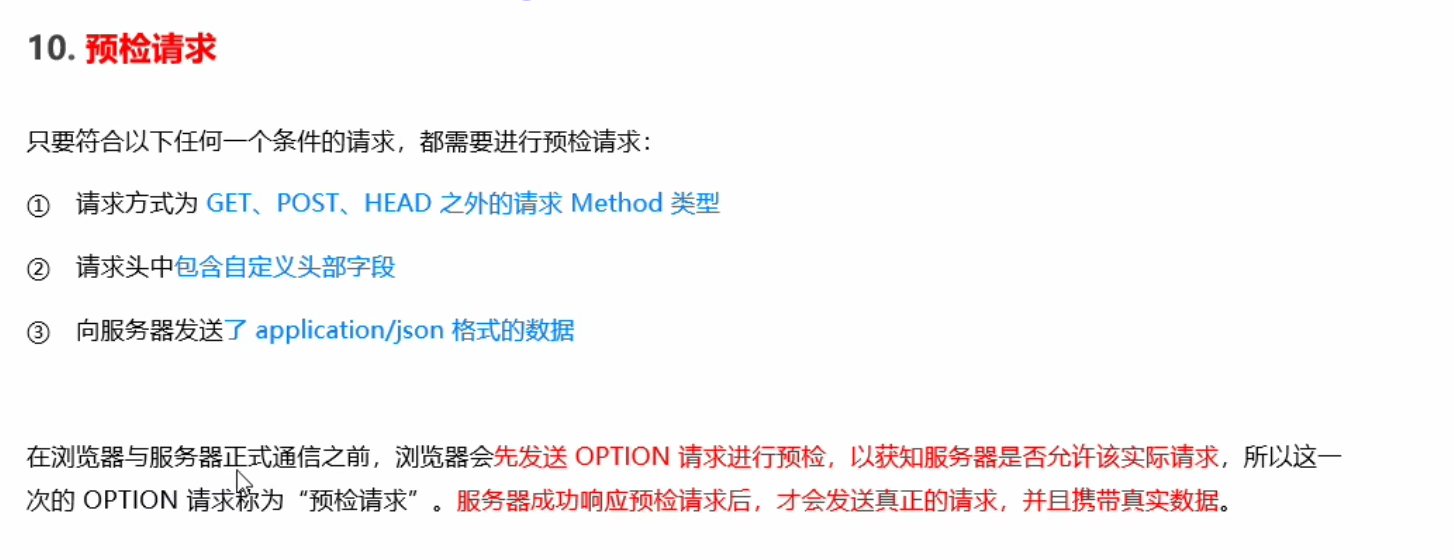 10. 预检请求
只要符合以下任何一个条件的请求，都需要进行预检请求：
① 请求方式为 GET、POST、HEAD 之外的请求 Method 类型
② 请求头中包含自定义头部字段
③ 向服务器发送了 application/json 格式的数据
在浏览器与服务器正式通信之前，浏览器会先发送 OPTION 请求进行预检，以获知服务器是否允许该实际请求，所以这一
次的 OPTION 请求称为“预检请求”。服务器成功响应预检请求后，才会发送真正的请求，并且携带真实数据。